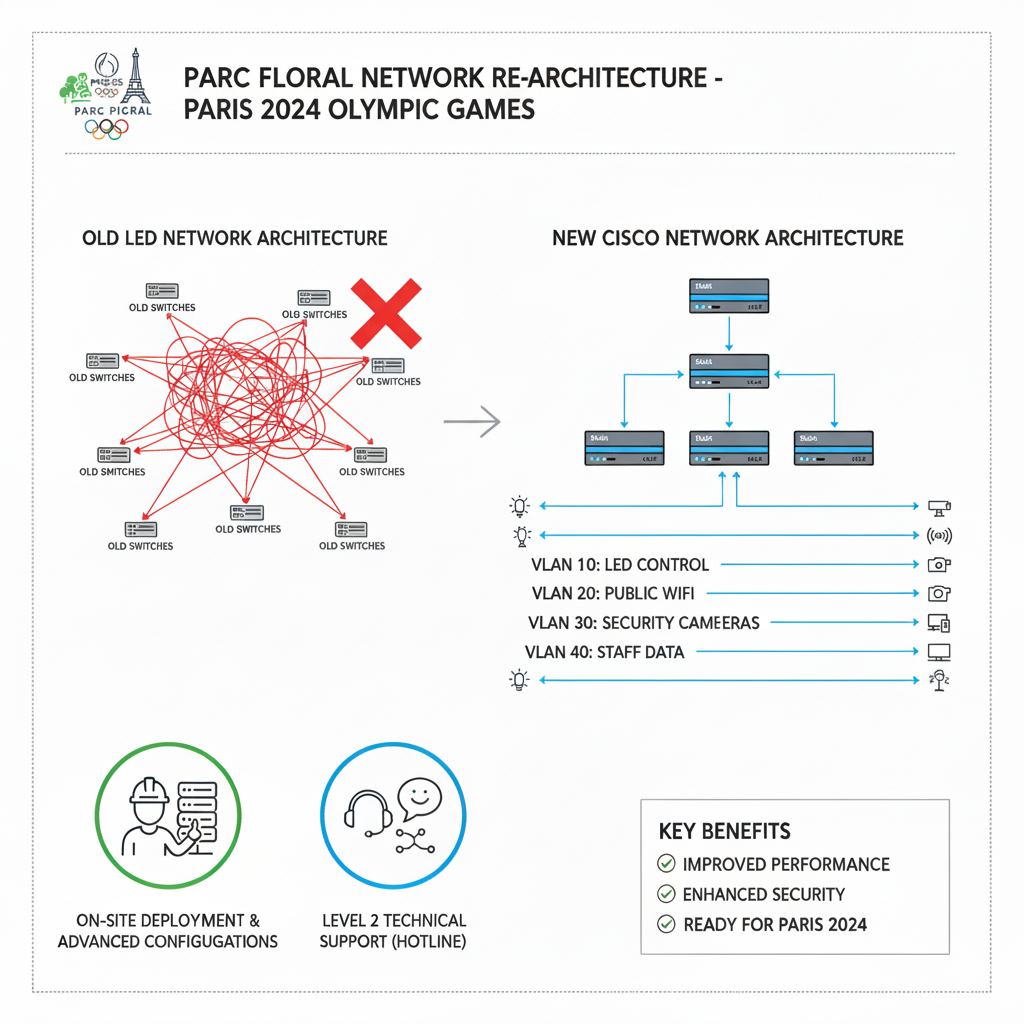 PARC FLORAL NETWORK RE-ARCHITECTURE -
PARIS 2024 OLYMPIC GAMES
PARC PICRAL
OLD LED NETWORK ARCHITECTURE
OLD SWITCHES
OLB SWITCHES
OLD SWITCHES
OLD SWITCHES
OLD SMITCHES
OLD SWITCHES
OLD SWITCHES
OLD SWITCHES
OLD SWITCHES
NEW CISCO NETWORK ARCHITECTURE
VLAN 10: LED CONTROL
VLAN 20: PUBLIC WIFI
VLAN 30: SECURITY CAMEERAS
VLAN 40: STAFF DATA
ON-SITE DEPLOYMENT &
ADVANCED CONFIGUGATIONS
LEVEL 2 TECHNICAL
SUPPORT (HOTLINE)
KEY BENEFITS
IMPROVED PERFORMANCE
ENHANCED SECURITY
READY FOR PARIS 2024